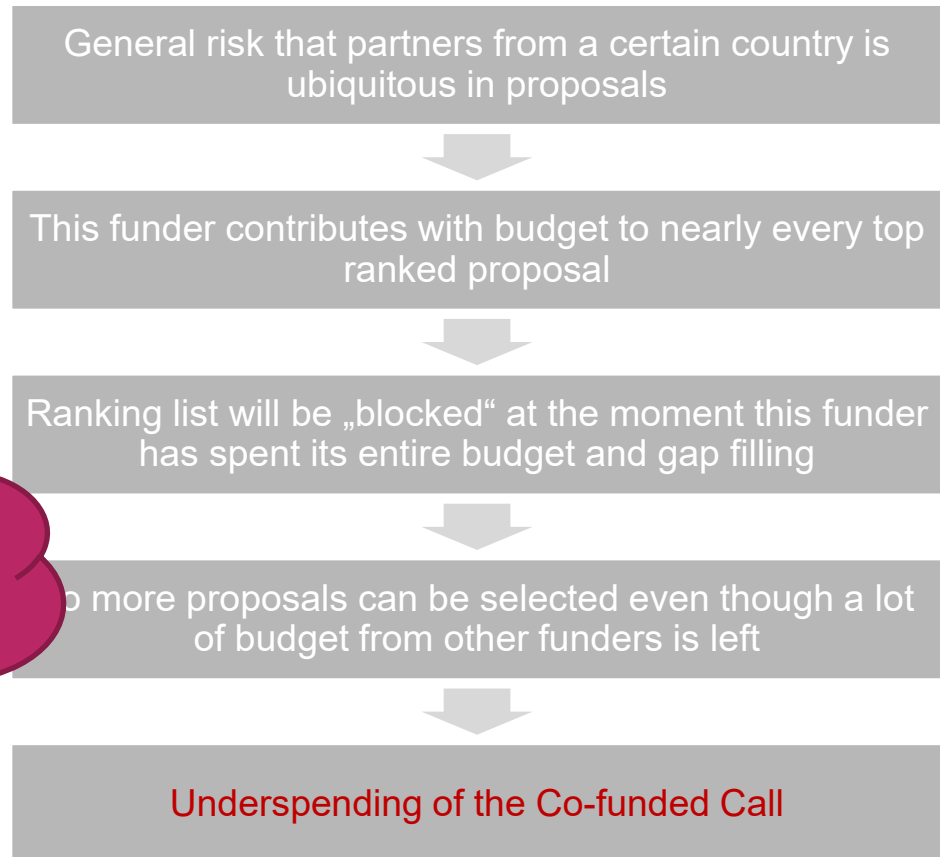 General risk that partners from a certain country is
ubiquitous in proposals
This funder contributes with budget to nearly every top
ranked proposal
Ranking list will be „blocked“ at the moment this funder
has spent its entire budget and gap filling
o more proposals can be selected even though a lot
of budget from other funders is left
Underspending of the Co-funded Call